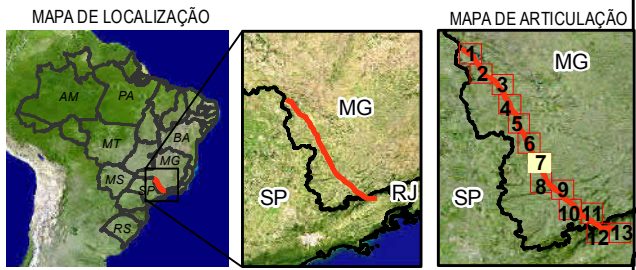 MAPA DE LOCALIZAÇÃO
AM
PA
BA
MT
MG
MS
SP
RS
MG
SP
RJ
MAPA DE ARTICULAÇÃO
MG
SP
1
2
3
4
5
6
7
8
9
10
11
12
13